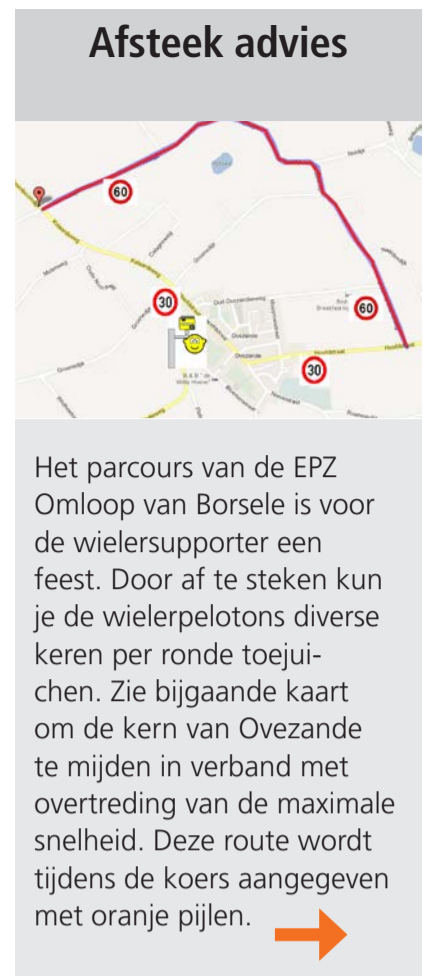 Afsteek advies
60
30
60
30
Het parcours van de EPZ
Omloop van Borsele is voor
de wielersupporter een
feest. Door af te steken kun
je de wielerpelotons diverse
keren per ronde toejui-
chen. Zie bijgaande kaart
om de kern van Ovezande
te mijden in verband met
overtreding van de maximale
snelheid. Deze route wordt
tijdens de koers aangegeven
met oranje pijlen.